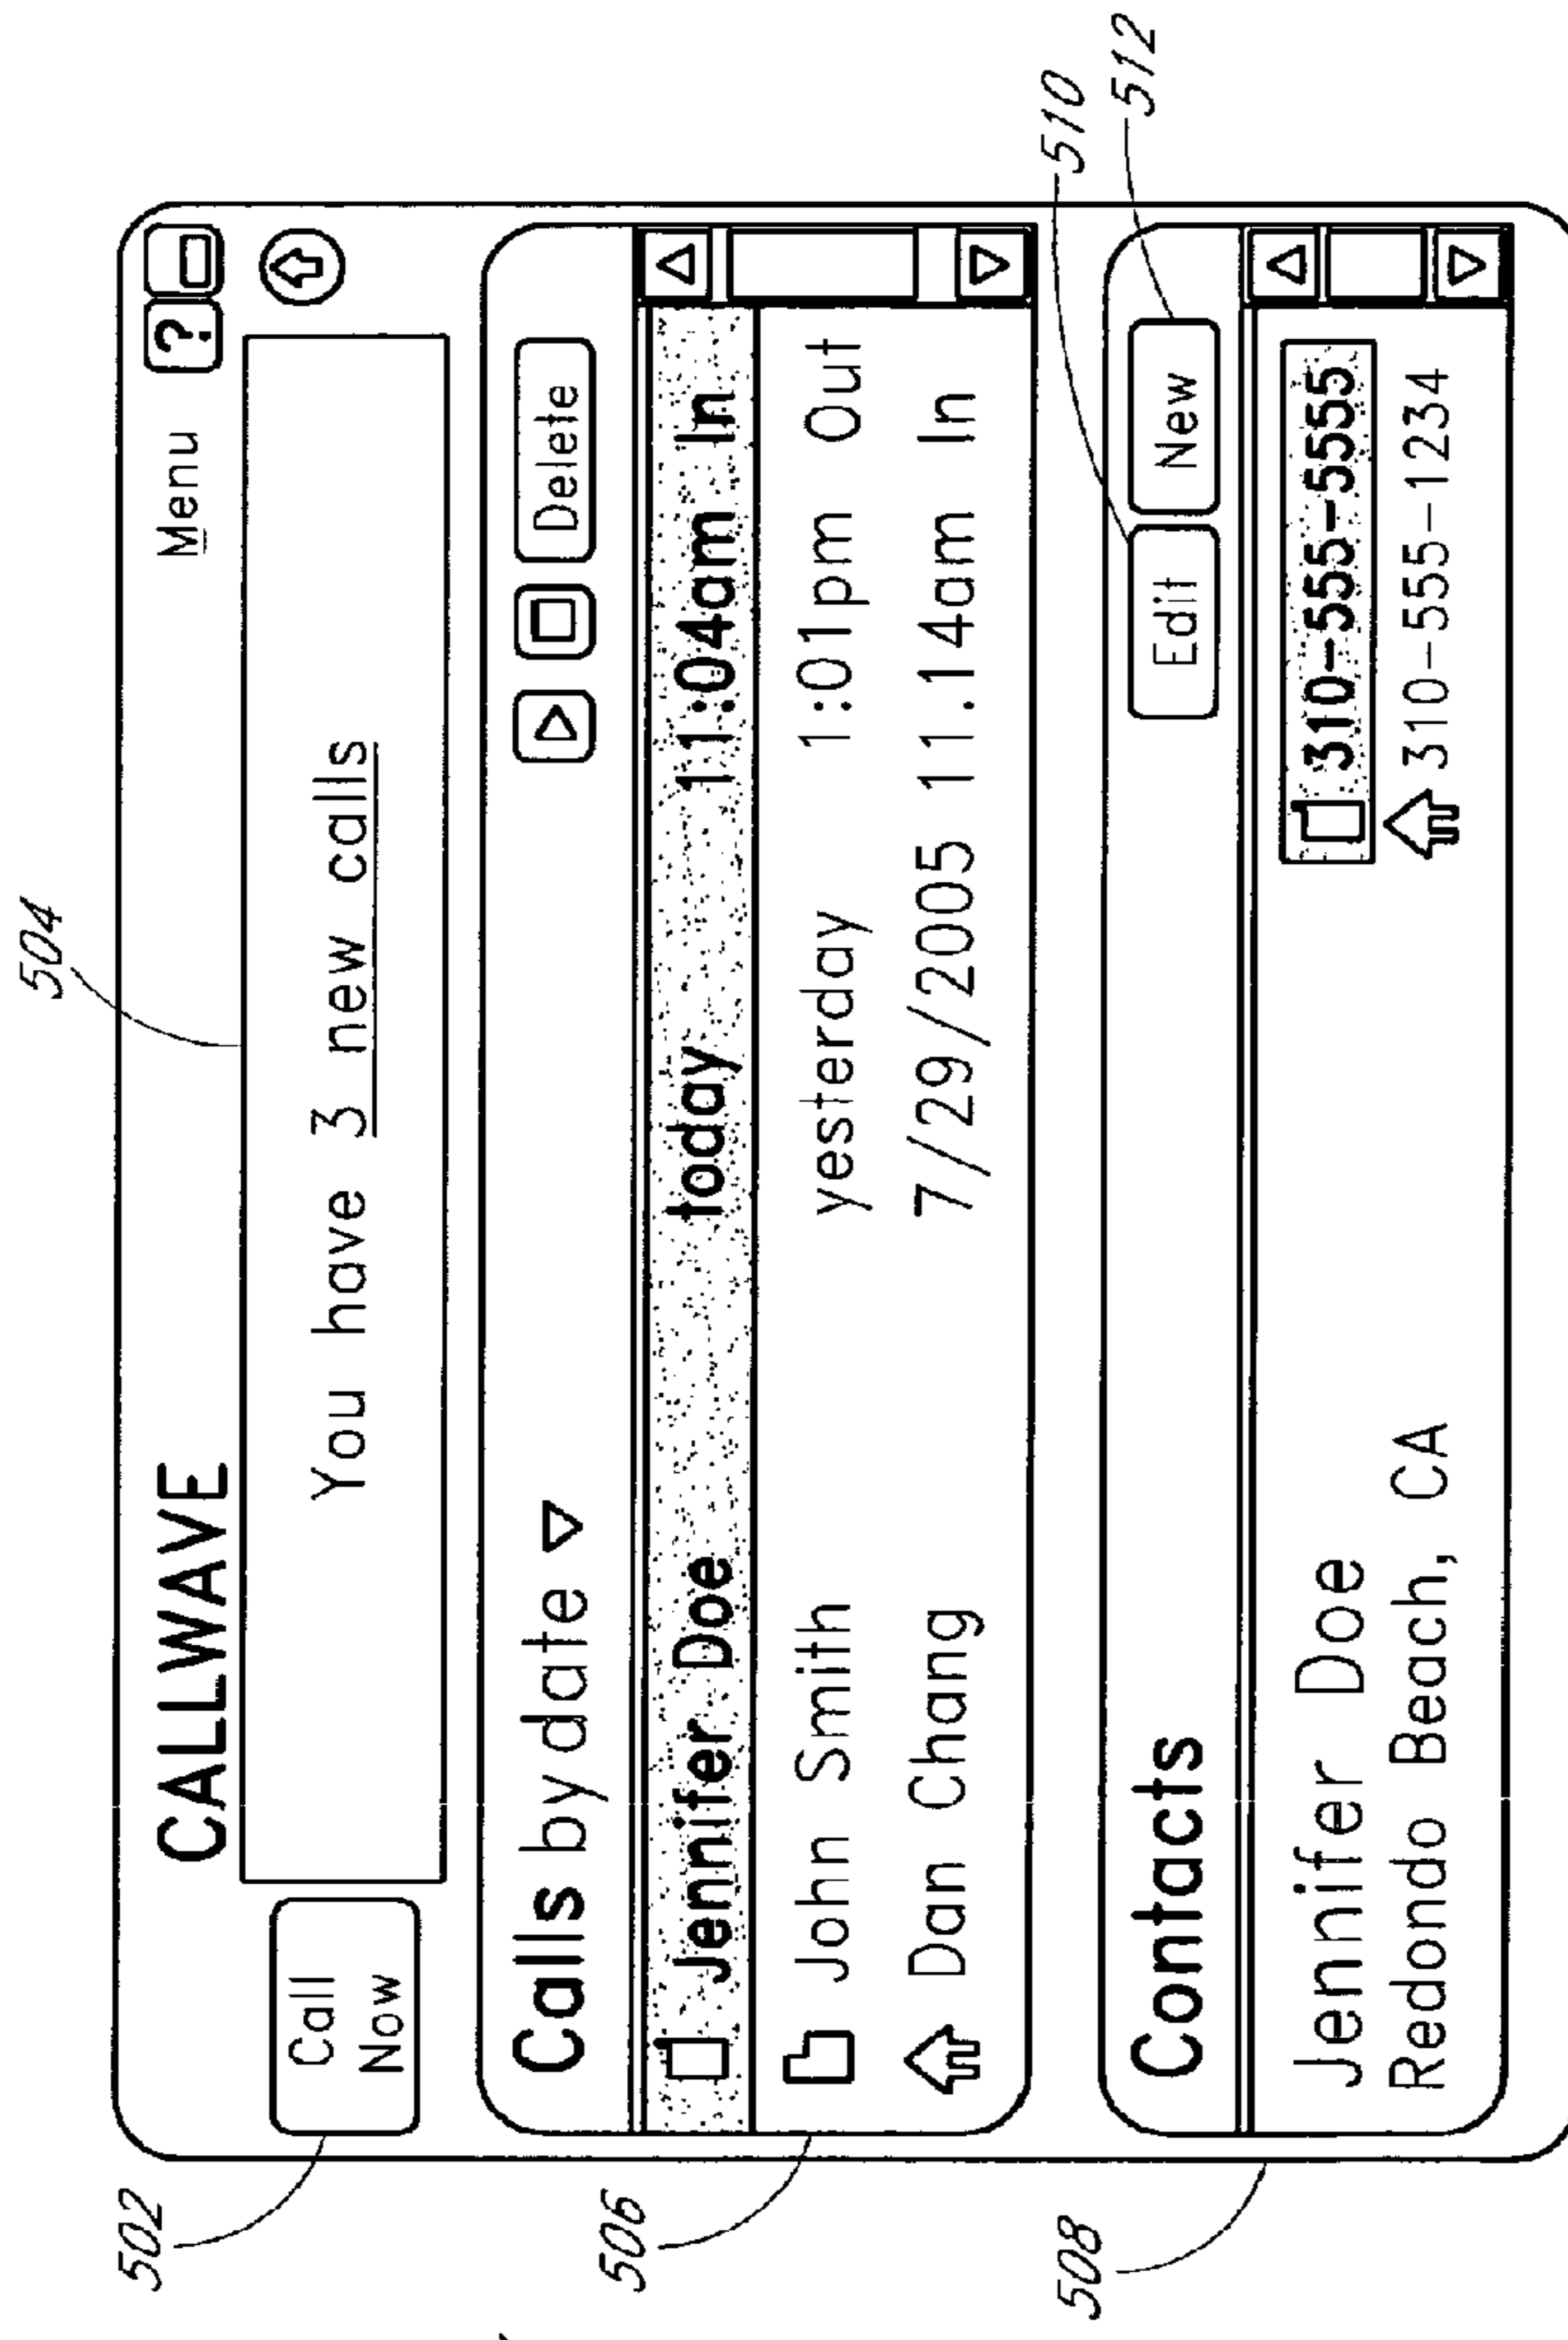 504
CALLWAVE Menu ?
510
512
502
Call
Now
You have 3 new calls
506
Calls by date Delete
Jennifer Doe today 11:04am In
John Smith yesterday 1:01pm Out
Dan Chang 7/29/2005 11.14am In
508
Contacts Edit New
Jennifer Doe 310-555-5555
Redondo Beach, CA 310-555-1234